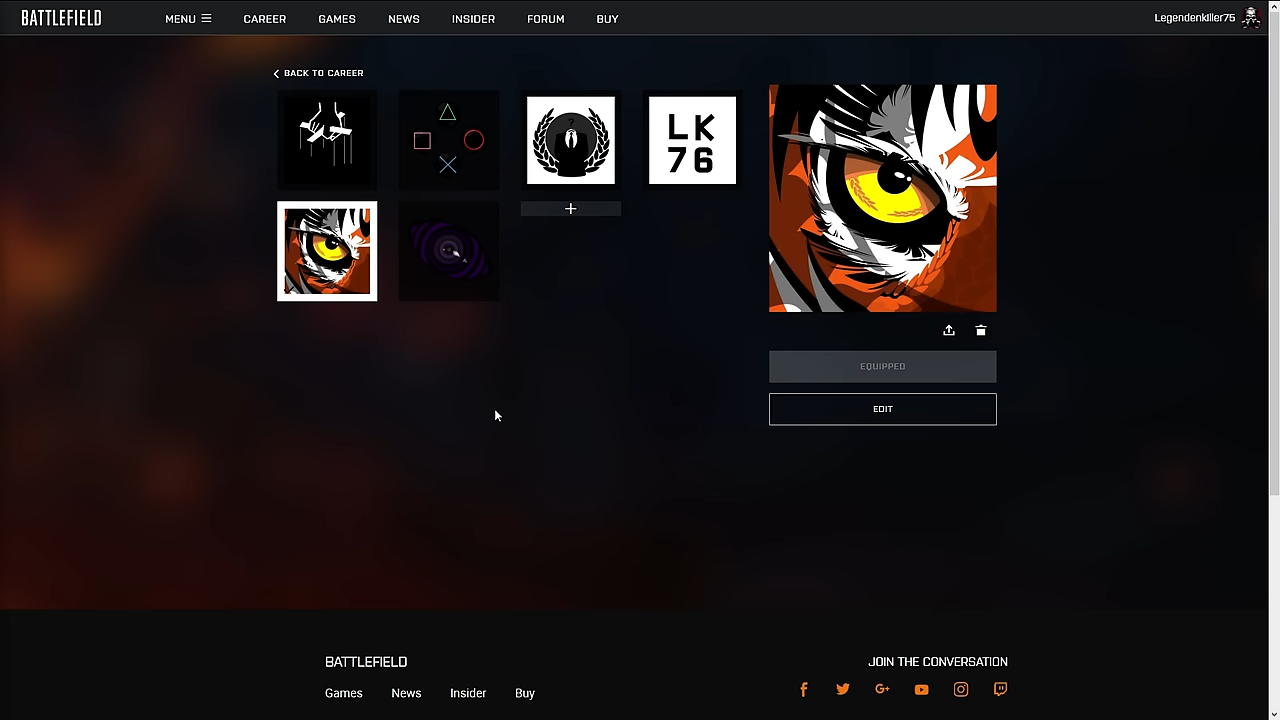 BATTLEFIELD MENU CAREER GAMES NEWS INSIDER FORUM BUY Legendenkiller75
BACK TO CAREER
?
LK
76
+
EQUIPPED
EDIT
BATTLEFIELD JOIN THE CONVERSATION
Games News Insider Buy